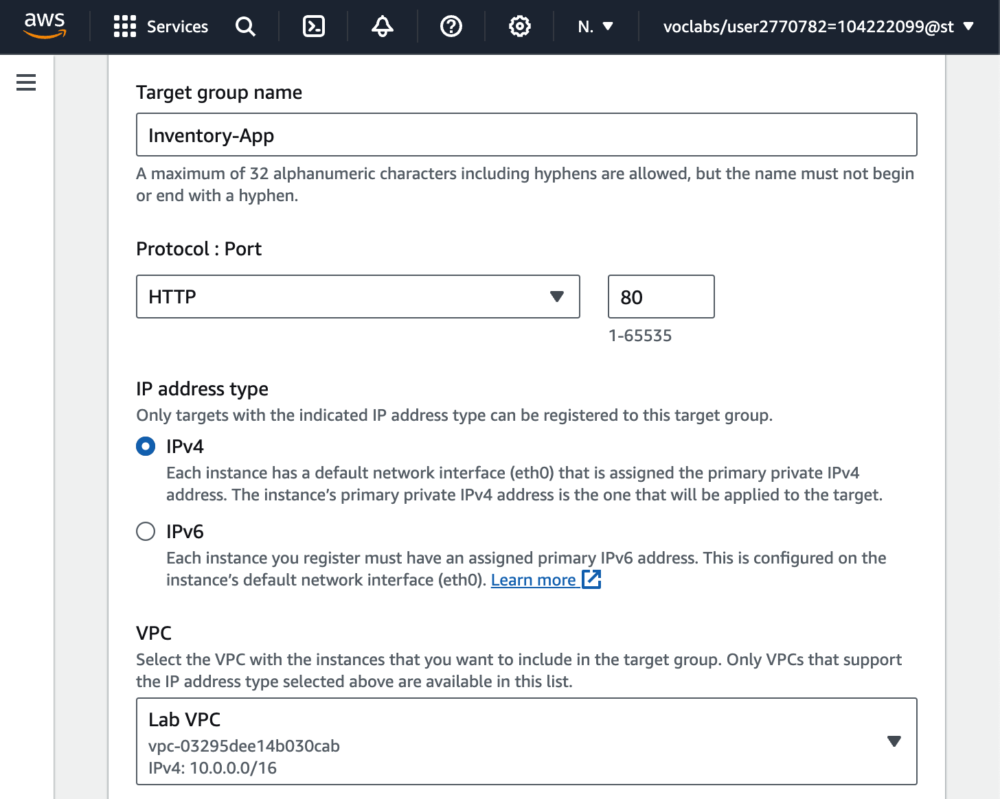 aws Services N. voclabs/user2770782=104222099@st
Target group name
Inventory-App
A maximum of 32 alphanumeric characters including hyphens are allowed, but the name must not begin
or end with a hyphen.
Protocol : Port
HTTP 80
1-65535
IP address type
Only targets with the indicated IP address type can be registered to this target group.
IPv4
Each instance has a default network interface (eth0) that is assigned the primary private IPv4
address. The instance’s primary private IPv4 address is the one that will be applied to the target.
IPv6
Each instance you register must have an assigned primary IPv6 address. This is configured on the
instance’s default network interface (eth0). Learn more
VPC
Select the VPC with the instances that you want to include in the target group. Only VPCs that support
the IP address type selected above are available in this list.
Lab VPC
vpc-03295dee14b030cab
IPv4: 10.0.0.0/16